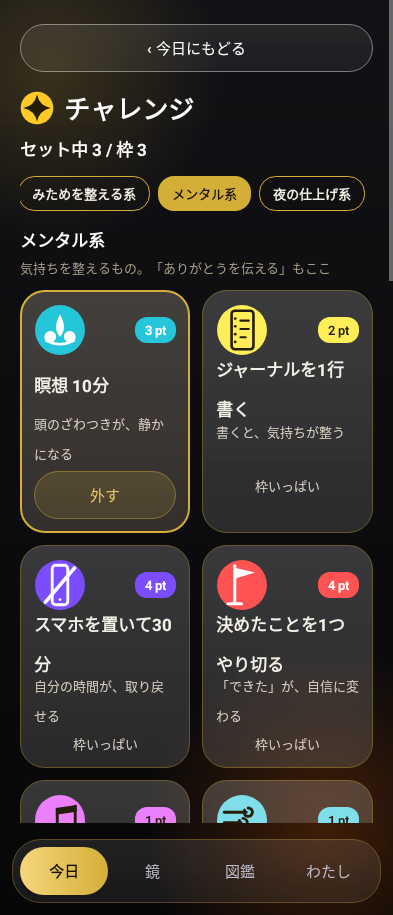 ‹ 今日にもどる
チャレンジ
セット中 3 / 枠 3
みためを整える系
メンタル系
夜の仕上げ系
メンタル系
気持ちを整えるもの。「ありがとうを伝える」もここ
3 pt
瞑想 10分
頭のざわつきが、静か
になる
外す
2 pt
ジャーナルを1行
書く
書くと、気持ちが整う
枠いっぱい
4 pt
スマホを置いて30
分
自分の時間が、取り戻
せる
枠いっぱい
4 pt
決めたことを1つ
やり切る
「できた」が、自信に変
わる
枠いっぱい
1 pt
1 pt
今日
鏡
図鑑
わたし